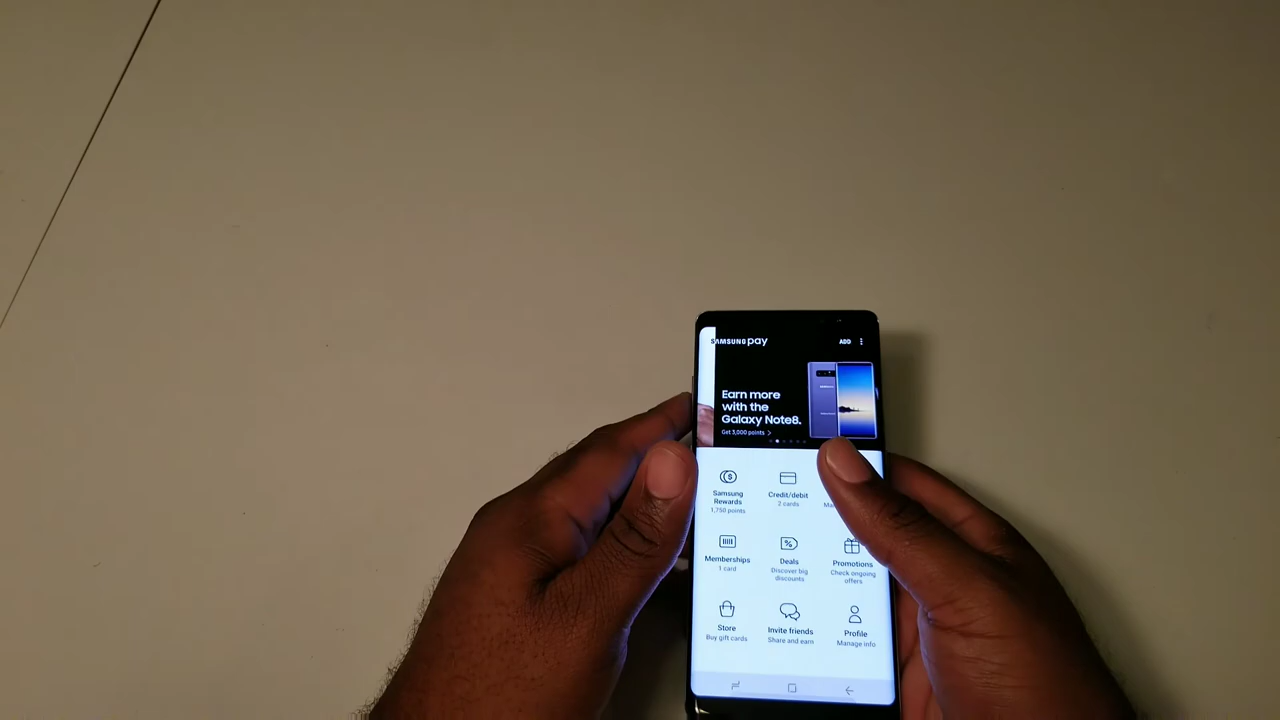 SAMSUNG pay
ADD
Earn more
with the
Galaxy Note8.
Get 3,000 points >
Samsung
Rewards
1,750 points
Credit/debit
2 cards
Memberships
1 card
Deals
Discover big
discounts
Promotions
Check ongoing
offers
Store
Buy gift cards
Invite friends
Share and earn
Profile
Manage info